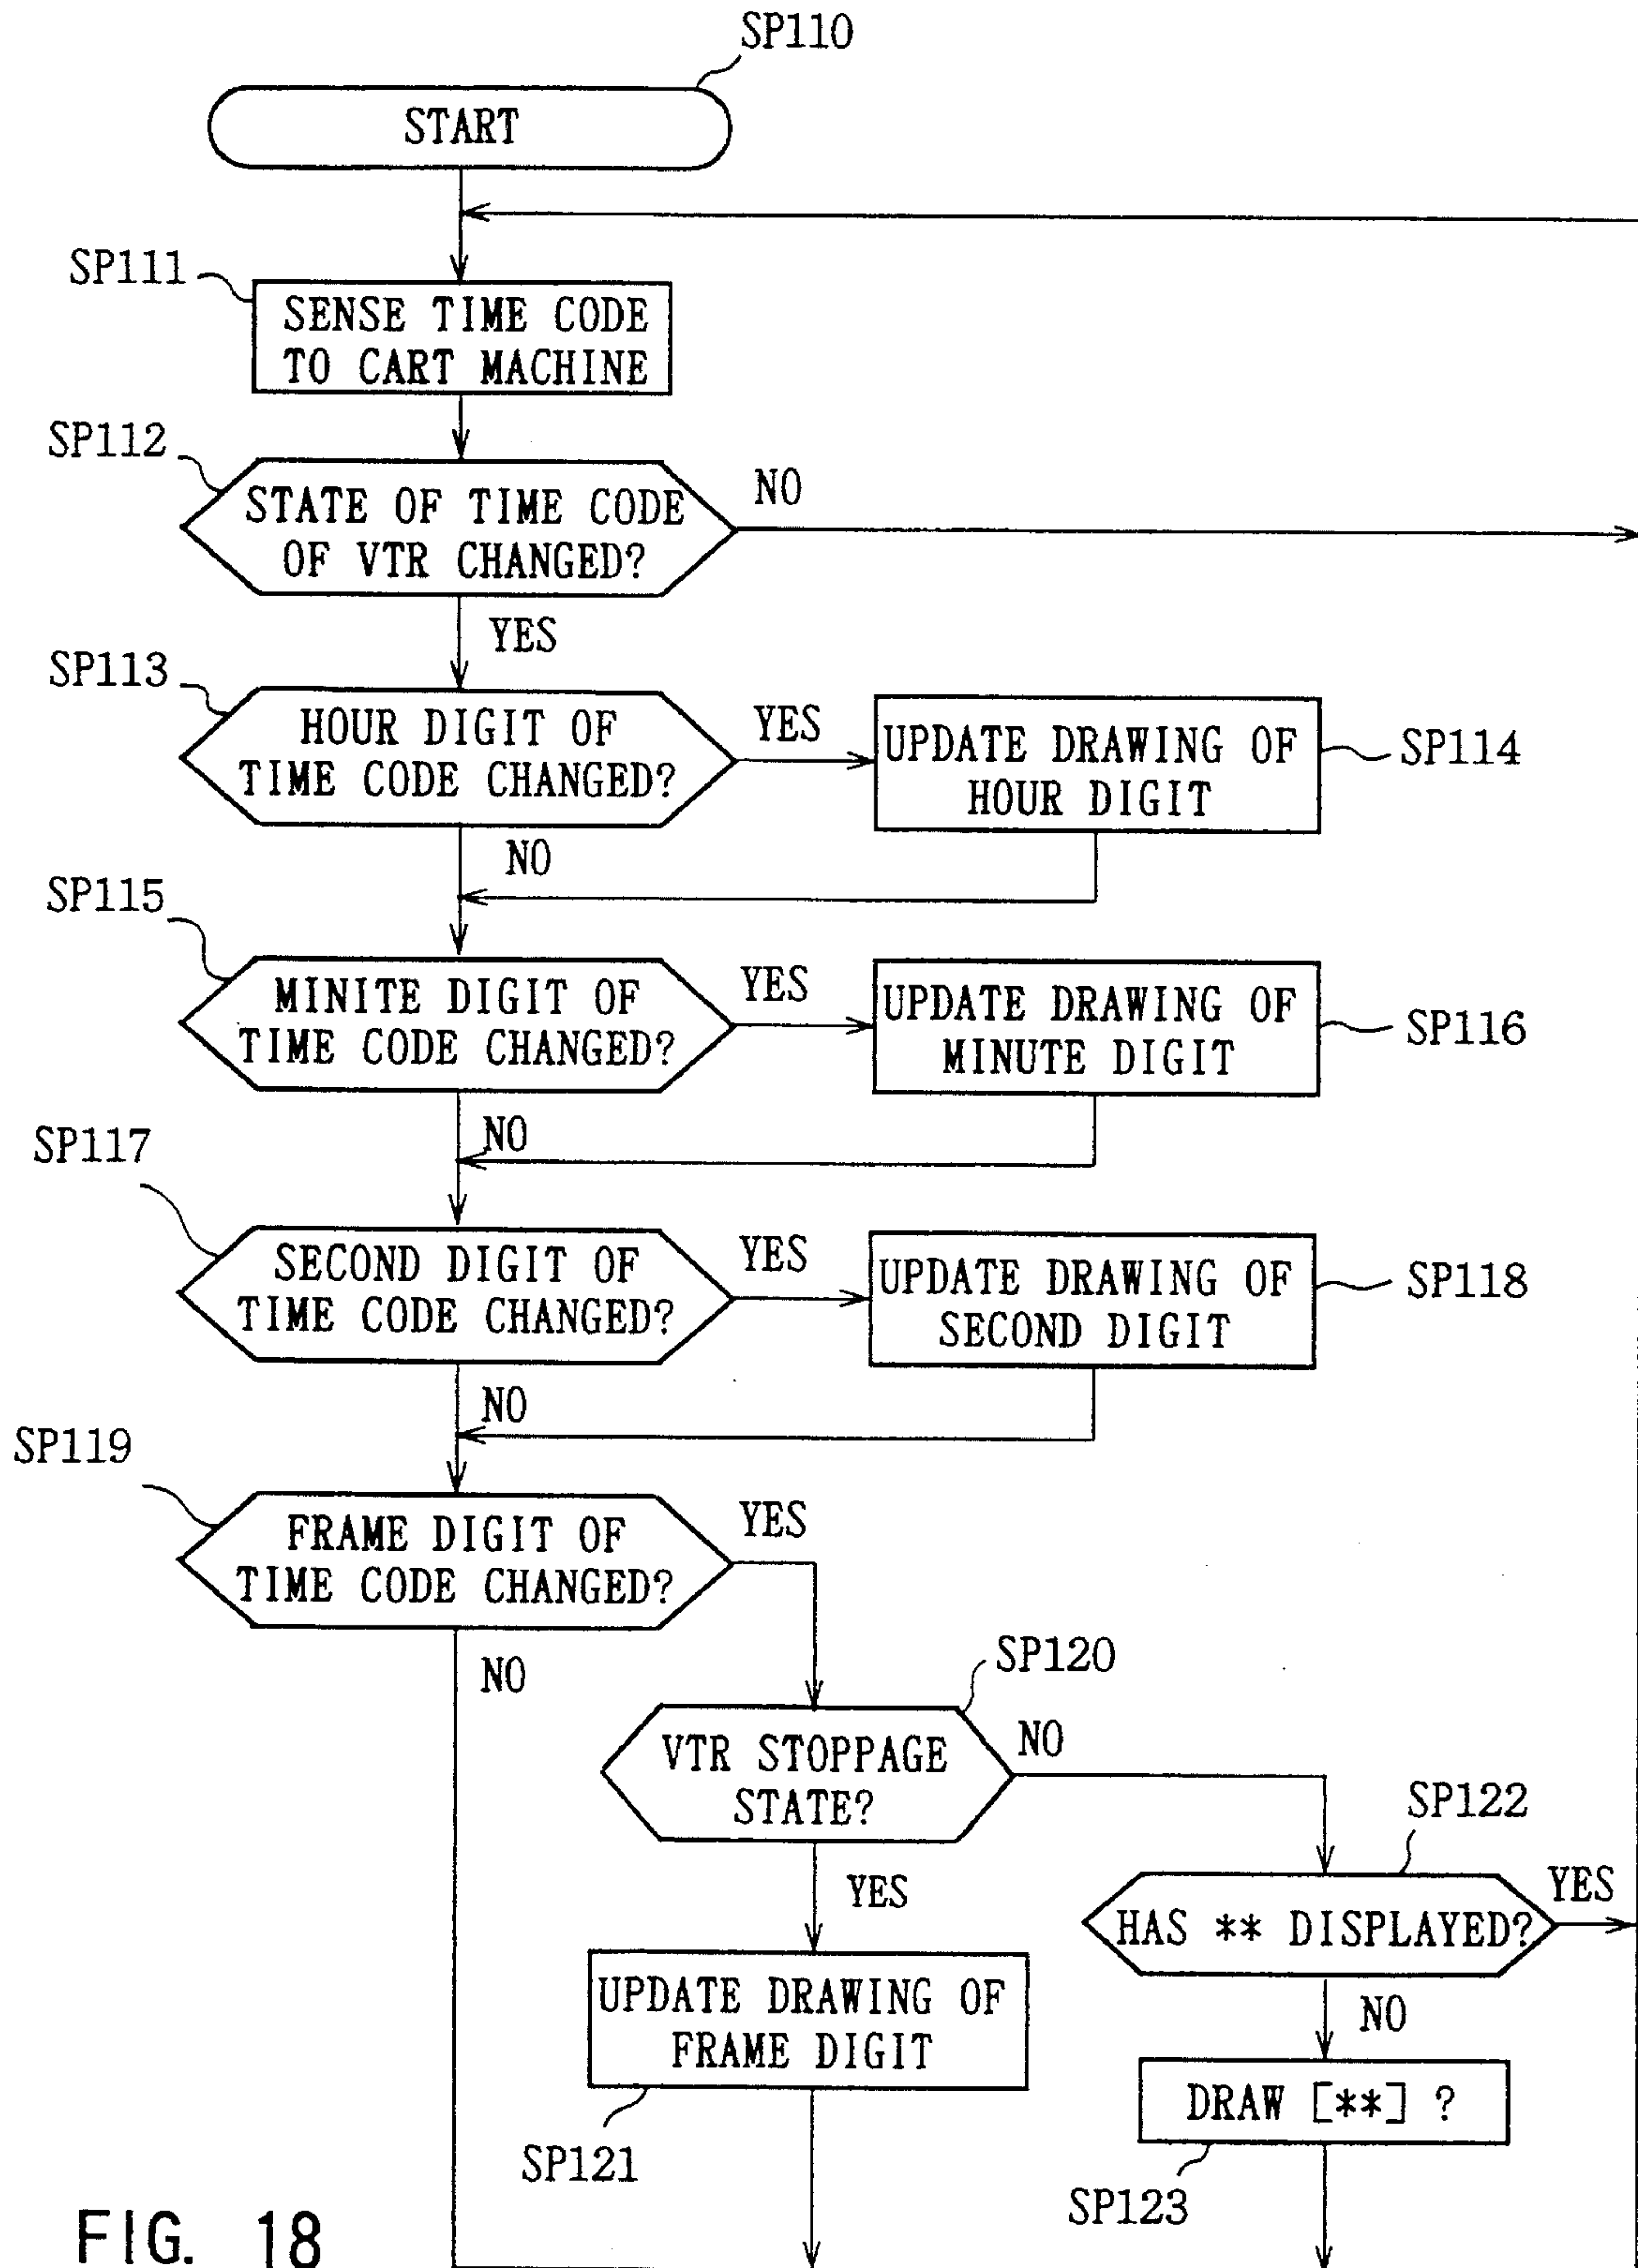 SP110
START
SP111
SENSE TIME CODE
TO CART MACHINE
SP112
STATE OF TIME CODE
OF VTR CHANGED?
NO
YES
SP113
HOUR DIGIT OF
TIME CODE CHANGED?
YES
UPDATE DRAWING OF
HOUR DIGIT
SP114
NO
SP115
MINITE DIGIT OF
TIME CODE CHANGED?
YES
UPDATE DRAWING OF
MINUTE DIGIT
SP116
NO
SP117
SECOND DIGIT OF
TIME CODE CHANGED?
YES
UPDATE DRAWING OF
SECOND DIGIT
SP118
NO
SP119
FRAME DIGIT OF
TIME CODE CHANGED?
YES
NO
SP120
VTR STOPPAGE
STATE?
NO
YES
SP122
HAS ** DISPLAYED?
YES
NO
UPDATE DRAWING OF
FRAME DIGIT
SP121
DRAW [**] ?
SP123
FIG. 18